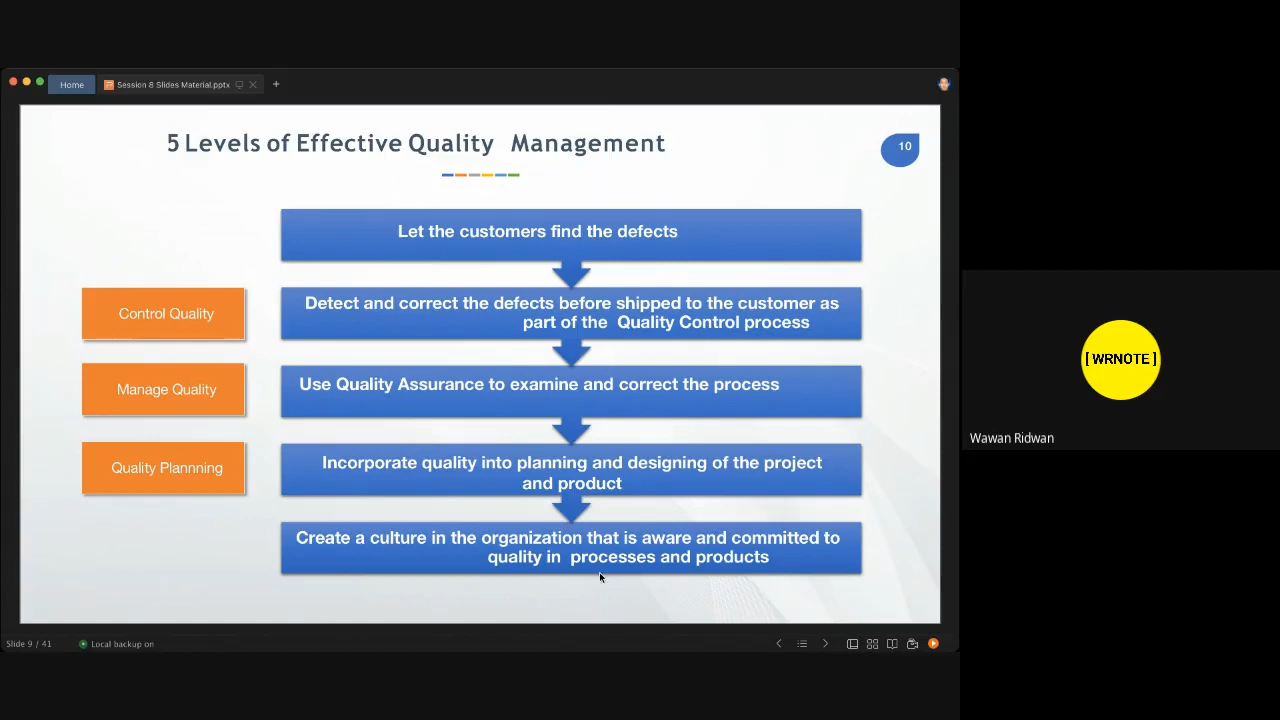 Home
Session 8 Slides Material.pptx
5 Levels of Effective Quality Management
10
Let the customers find the defects
Control Quality
Detect and correct the defects before shipped to the customer as
part of the Quality Control process
Manage Quality
Use Quality Assurance to examine and correct the process
Quality Plannning
Incorporate quality into planning and designing of the project
and product
Create a culture in the organization that is aware and committed to
quality in processes and products
Slide 9 / 41
Local backup on
[ WRNOTE ]
Wawan Ridwan